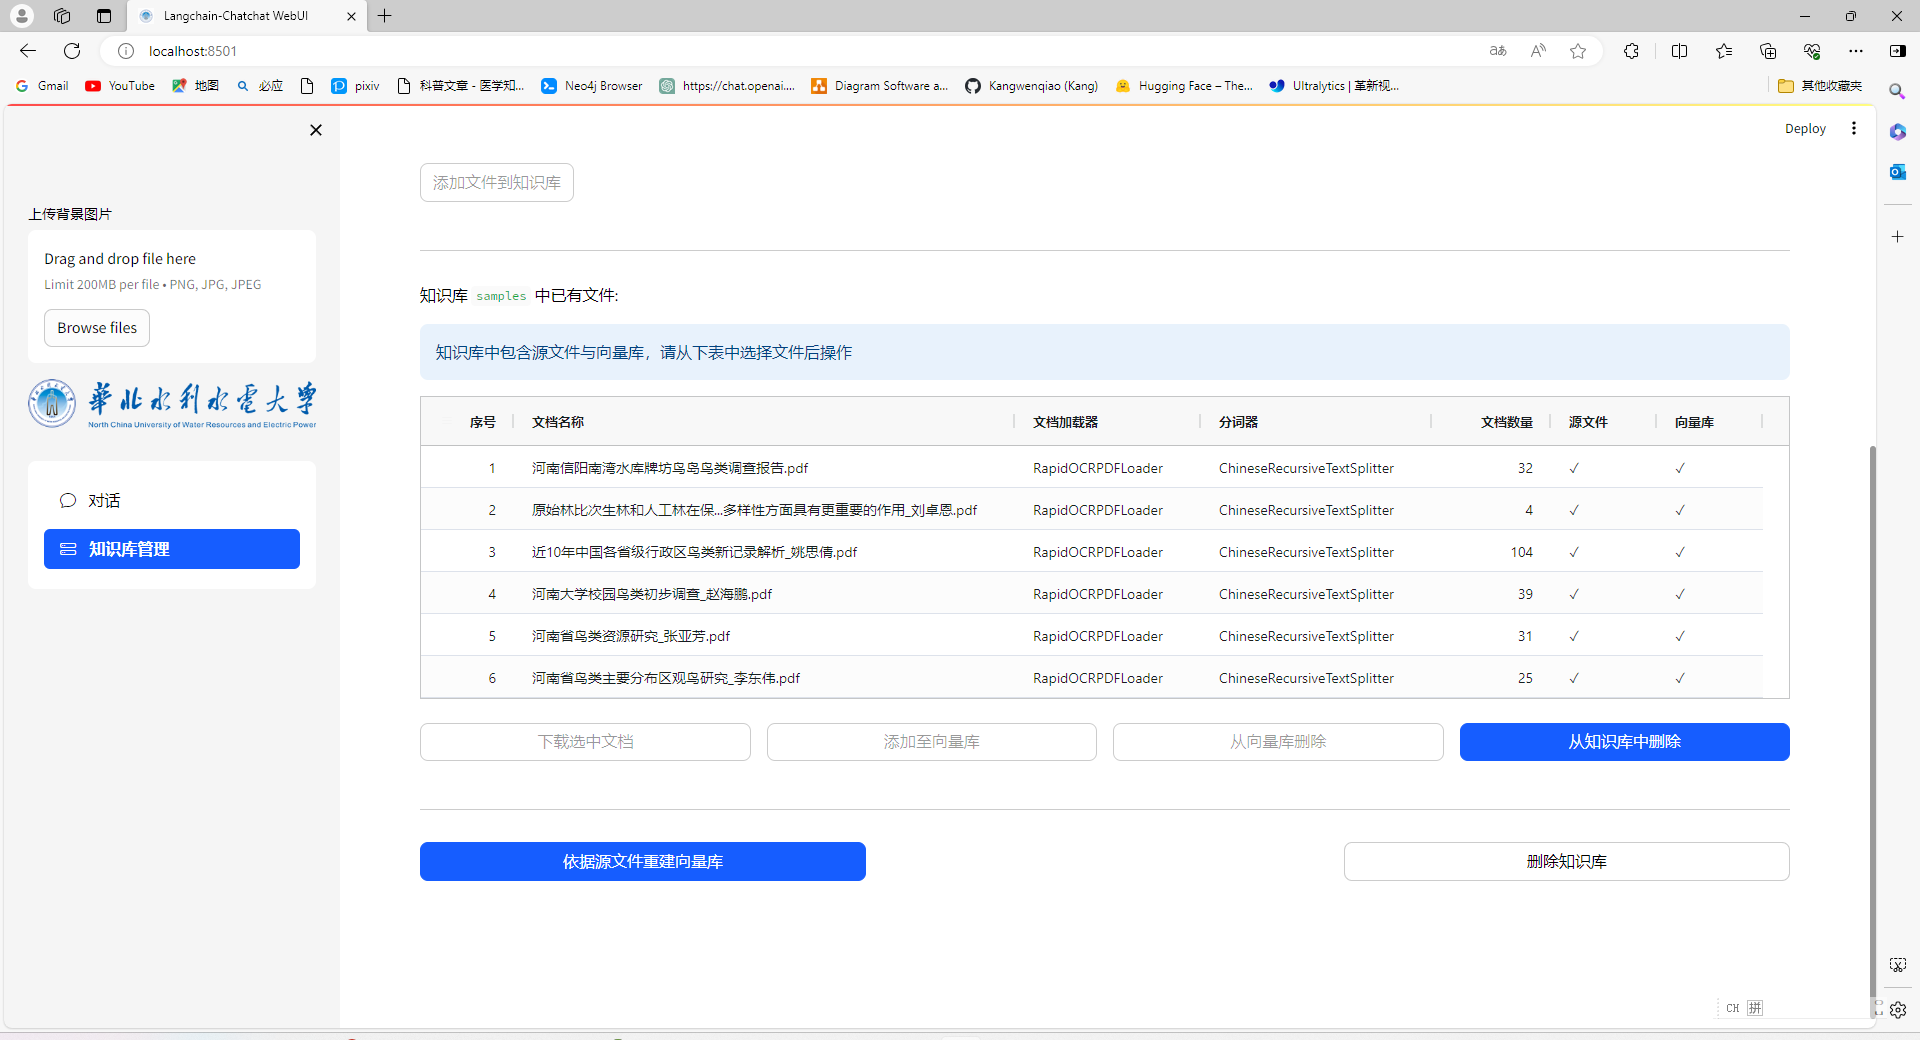 Langchain-Chatchat WebUI
localhost:8501
Gmail
YouTube
地图
必应
pixiv
科普文章 - 医学知...
Neo4j Browser
https://chat.openai....
Diagram Software a...
Kangwenqiao (Kang)
Hugging Face – The...
Ultralytics | 革新视...
其他收藏夹
Deploy
上传背景图片
Drag and drop file here
Limit 200MB per file • PNG, JPG, JPEG
Browse files
華北水利水電大学
North China University of Water Resources and Electric Power
对话
知识库管理
添加文件到知识库
知识库 samples 中已有文件:
知识库中包含源文件与向量库，请从下表中选择文件后操作
序号 文档名称 文档加载器 分词器 文档数量 源文件 向量库
1 河南信阳南湾水库牌坊鸟岛鸟类调查报告.pdf RapidOCRPDFLoader ChineseRecursiveTextSplitter 32 ✓ ✓
2 原始林比次生林和人工林在保...多样性方面具有更重要的作用_刘卓恩.pdf RapidOCRPDFLoader ChineseRecursiveTextSplitter 4 ✓ ✓
3 近10年中国各省级行政区鸟类新记录解析_姚思倩.pdf RapidOCRPDFLoader ChineseRecursiveTextSplitter 104 ✓ ✓
4 河南大学校园鸟类初步调查_赵海鹏.pdf RapidOCRPDFLoader ChineseRecursiveTextSplitter 39 ✓ ✓
5 河南省鸟类资源研究_张亚芳.pdf RapidOCRPDFLoader ChineseRecursiveTextSplitter 31 ✓ ✓
6 河南省鸟类主要分布区观鸟研究_李东伟.pdf RapidOCRPDFLoader ChineseRecursiveTextSplitter 25 ✓ ✓
下载选中文档
添加至向量库
从向量库删除
从知识库中删除
依据源文件重建向量库
删除知识库
CH 拼